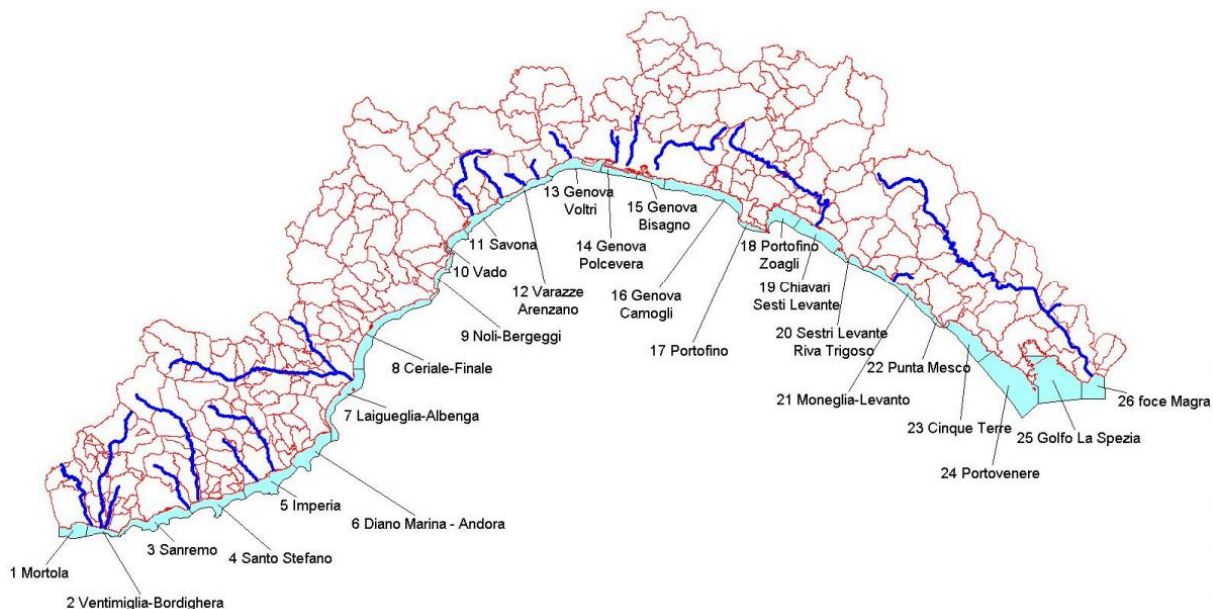 1 Mortola
2 Ventimiglia-Bordighera
3 Sanremo
4 Santo Stefano
5 Imperia
6 Diano Marina - Andora
7 Laigueglia-Albenga
8 Ceriale-Finale
9 Noli-Bergeggi
10 Vado
11 Savona
12 Varazze
Arenzano
13 Genova
Voltri
14 Genova
Polcevera
15 Genova
Bisagno
16 Genova
Camogli
17 Portofino
18 Portofino
Zoagli
19 Chiavari
Sesti Levante
20 Sestri Levante
Riva Trigoso
21 Moneglia-Levanto
22 Punta Mesco
23 Cinque Terre
24 Portovenere
25 Golfo La Spezia
26 foce Magra